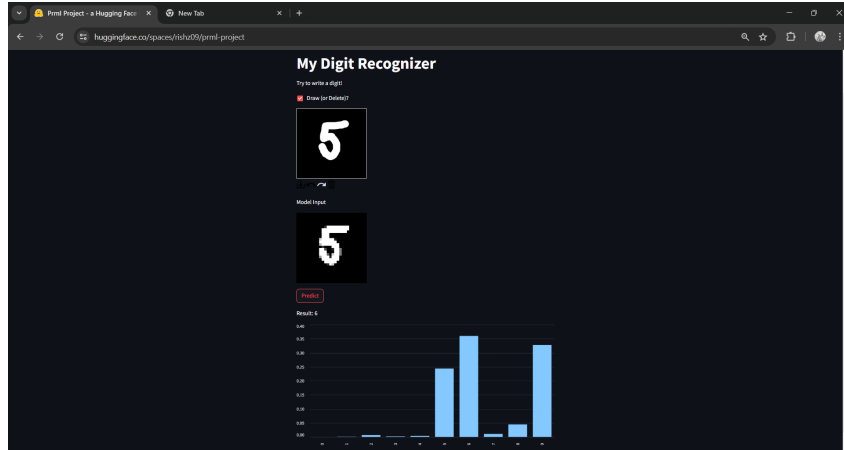 Prml Project - a Hugging Face
New Tab
huggingface.co/spaces/rishz09/prml-project
My Digit Recognizer
Try to write a digit!
Draw (or Delete)?
5
Model Input
5
Predict
Result: 6
0.40
0.35
0.30
0.25
0.20
0.15
0.10
0.05
0.00